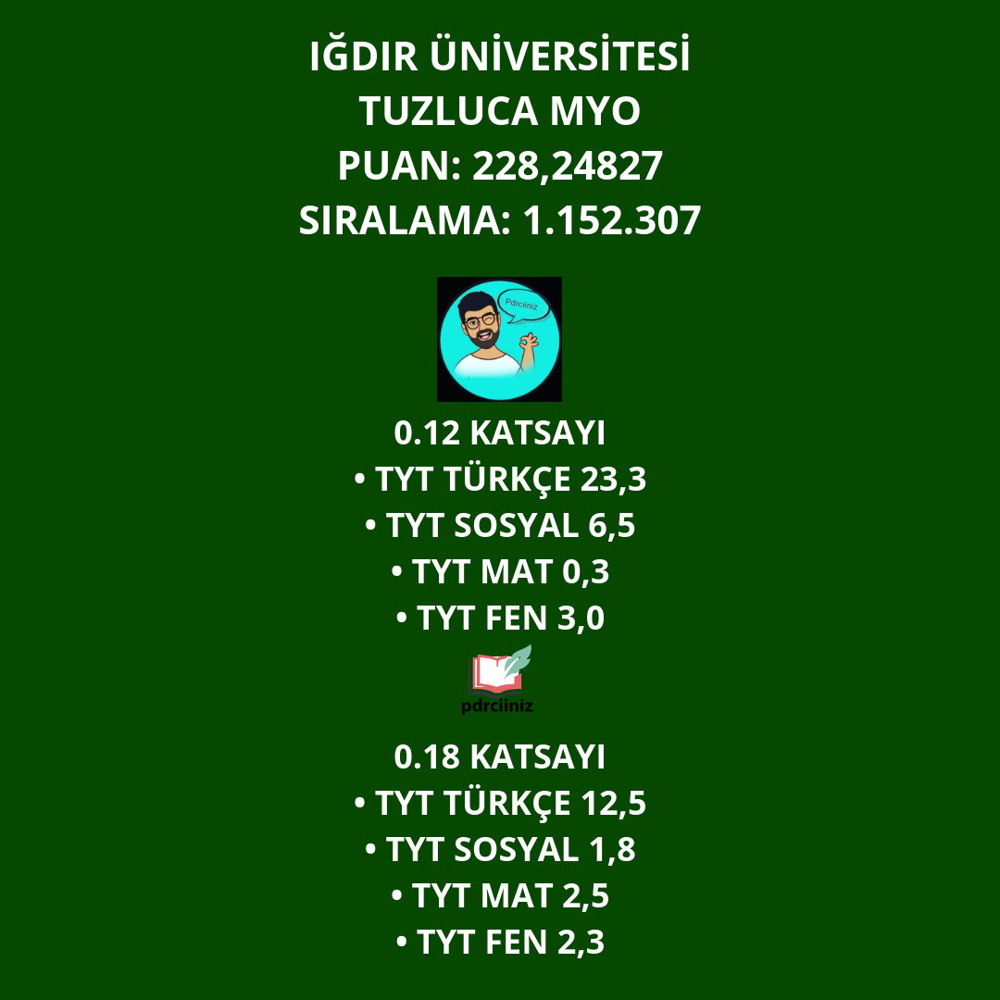 IĞDIR ÜNİVERSİTESİ
TUZLUCA MYO
PUAN: 228,24827
SIRALAMA: 1.152.307
Pdrciiniz
0.12 KATSAYI
• TYT TÜRKÇE 23,3
• TYT SOSYAL 6,5
• TYT MAT 0,3
• TYT FEN 3,0
pdrciiniz
0.18 KATSAYI
• TYT TÜRKÇE 12,5
• TYT SOSYAL 1,8
• TYT MAT 2,5
• TYT FEN 2,3